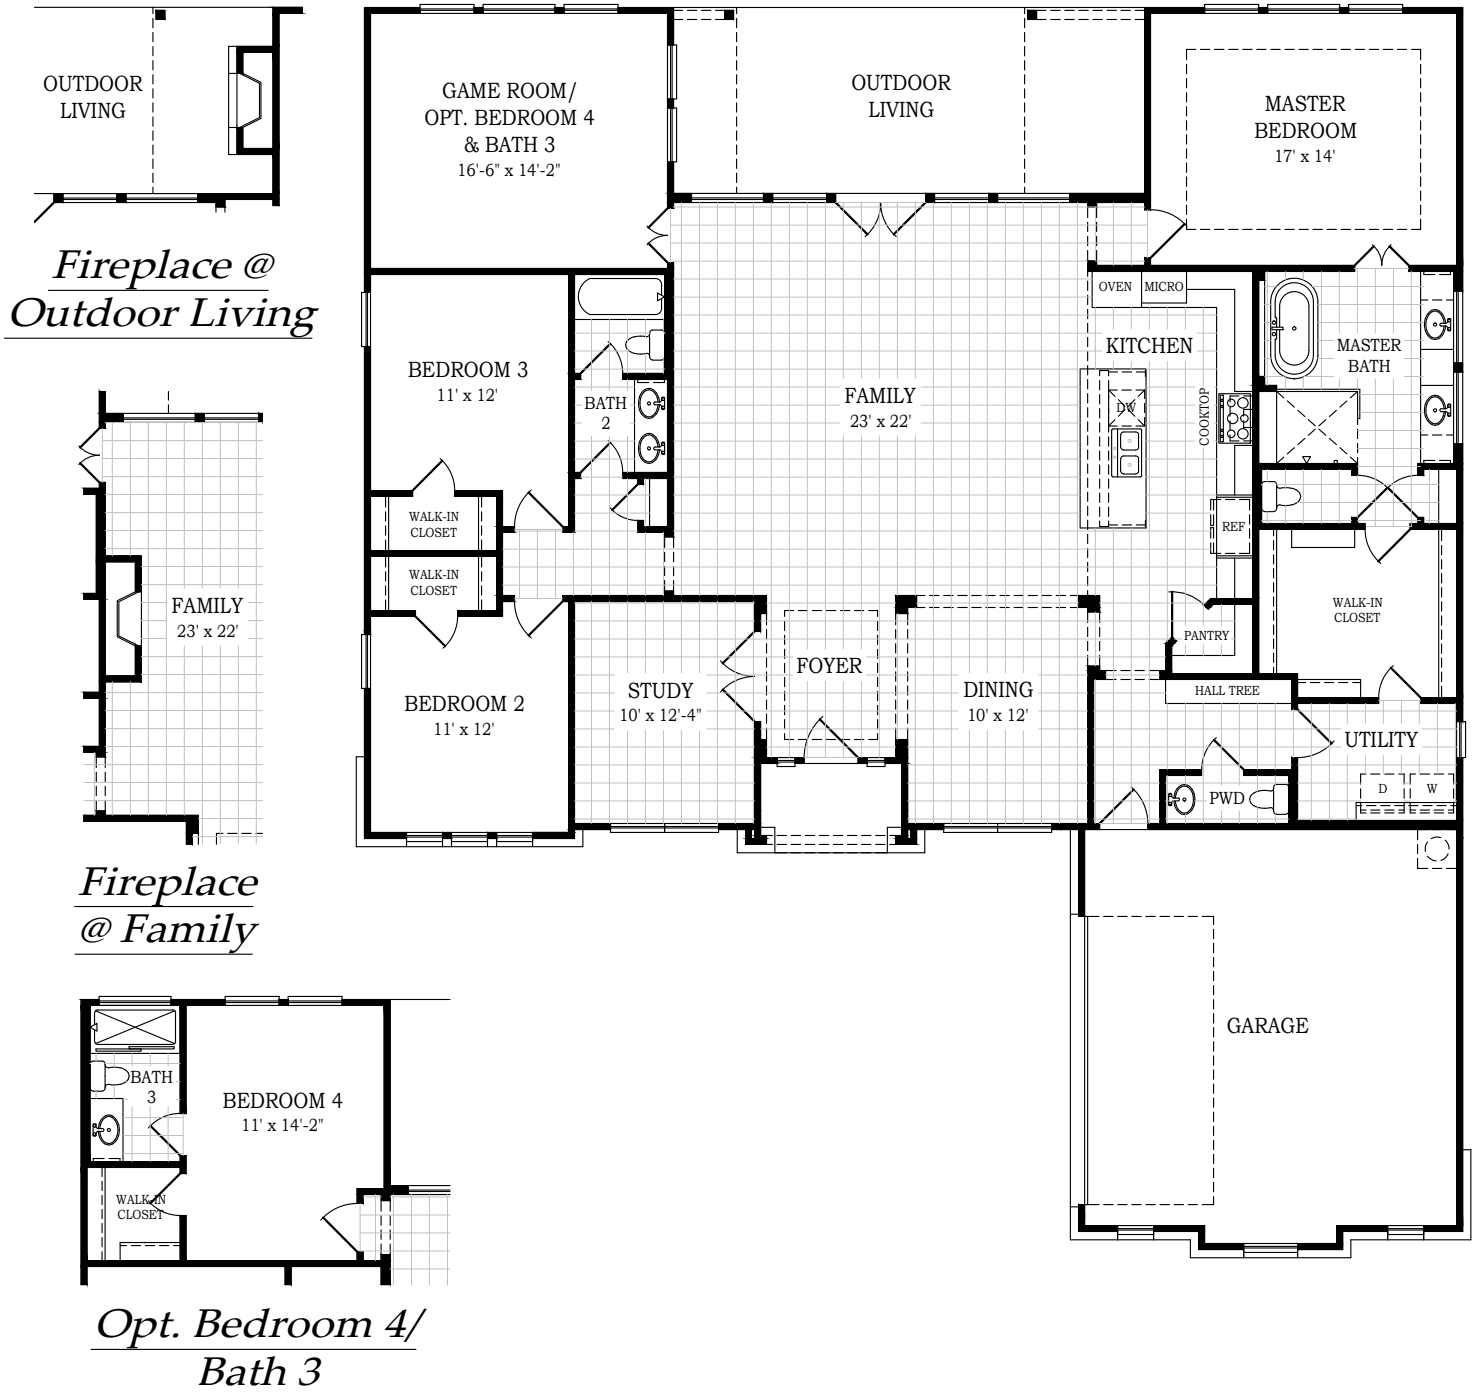 OUTDOOR
LIVING
Fireplace @
Outdoor Living
FAMILY
23' x 22'
Fireplace
@ Family
BATH
3
BEDROOM 4
11' x 14'-2"
WALK-IN
CLOSET
Opt. Bedroom 4/
Bath 3
GAME ROOM/
OPT. BEDROOM 4
& BATH 3
16'-6" x 14'-2"
OUTDOOR
LIVING
MASTER
BEDROOM
17' x 14'
BEDROOM 3
11' x 12'
BATH
2
WALK-IN
CLOSET
WALK-IN
CLOSET
BEDROOM 2
11' x 12'
FAMILY
23' x 22'
OVEN
MICRO
KITCHEN
DW
COOKTOP
REF
PANTRY
MASTER
BATH
WALK-IN
CLOSET
STUDY
10' x 12'-4"
FOYER
DINING
10' x 12'
HALL TREE
UTILITY
D
W
PWD
GARAGE